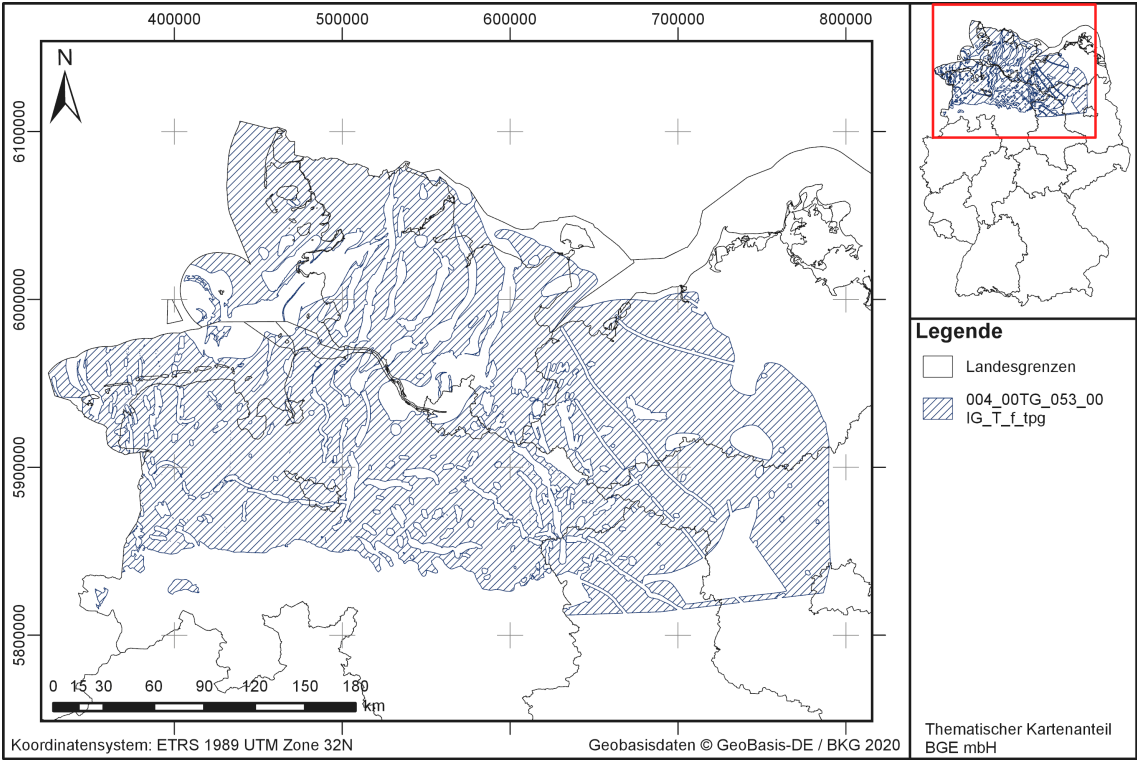 400000 500000 600000 700000 800000
N
6100000
6000000
5900000
5800000
0 15 30 60 90 120 150 180
km
Koordinatensystem: ETRS 1989 UTM Zone 32N
Geobasisdaten © GeoBasis-DE / BKG 2020
Legende
Landesgrenzen
004_00TG_053_00
IG_T_f_tpg
Thematischer Kartenanteil
BGE mbH